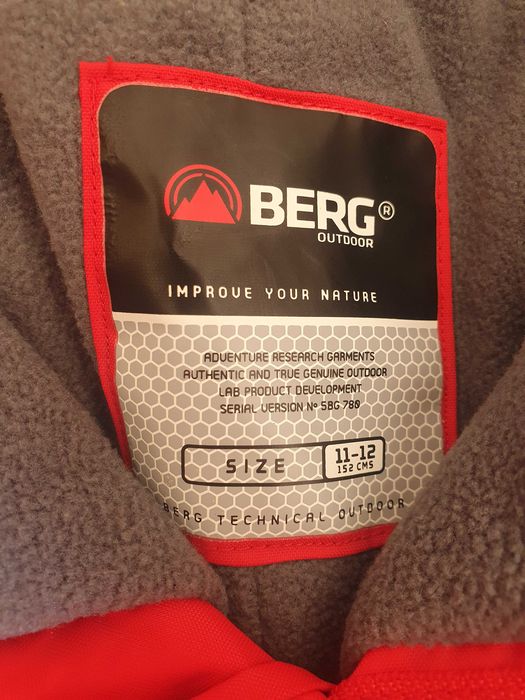 BERG®
OUTDOOR
IMPROVE YOUR NATURE
ADVENTURE RESEARCH GARMENTS
AUTHENTIC AND TRUE GENUINE OUTDOOR
LAB PRODUCT DEVELOPMENT
SERIAL VERSION Nº 5BG 780
SIZE 11-12
152 CMS
BERG TECHNICAL OUTDOOR